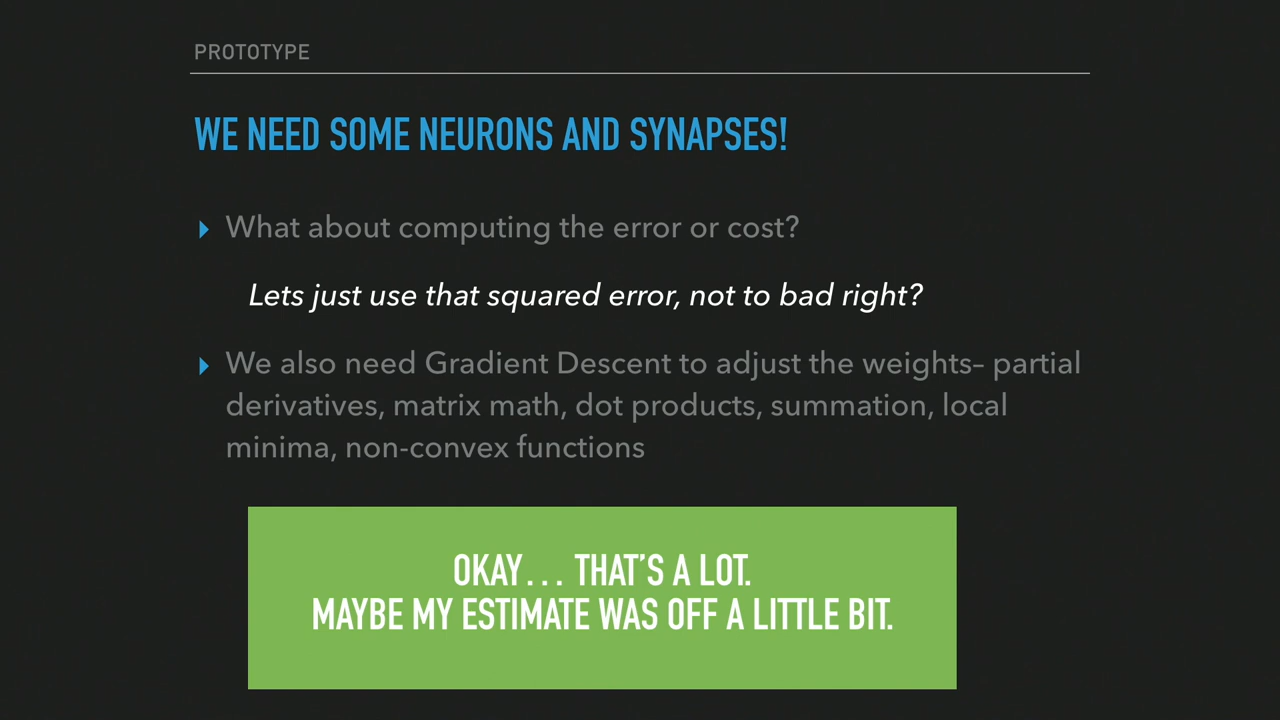 PROTOTYPE
WE NEED SOME NEURONS AND SYNAPSES!
What about computing the error or cost?
Lets just use that squared error, not to bad right?
We also need Gradient Descent to adjust the weights– partial
derivatives, matrix math, dot products, summation, local
minima, non-convex functions
OKAY... THAT'S A LOT.
MAYBE MY ESTIMATE WAS OFF A LITTLE BIT.